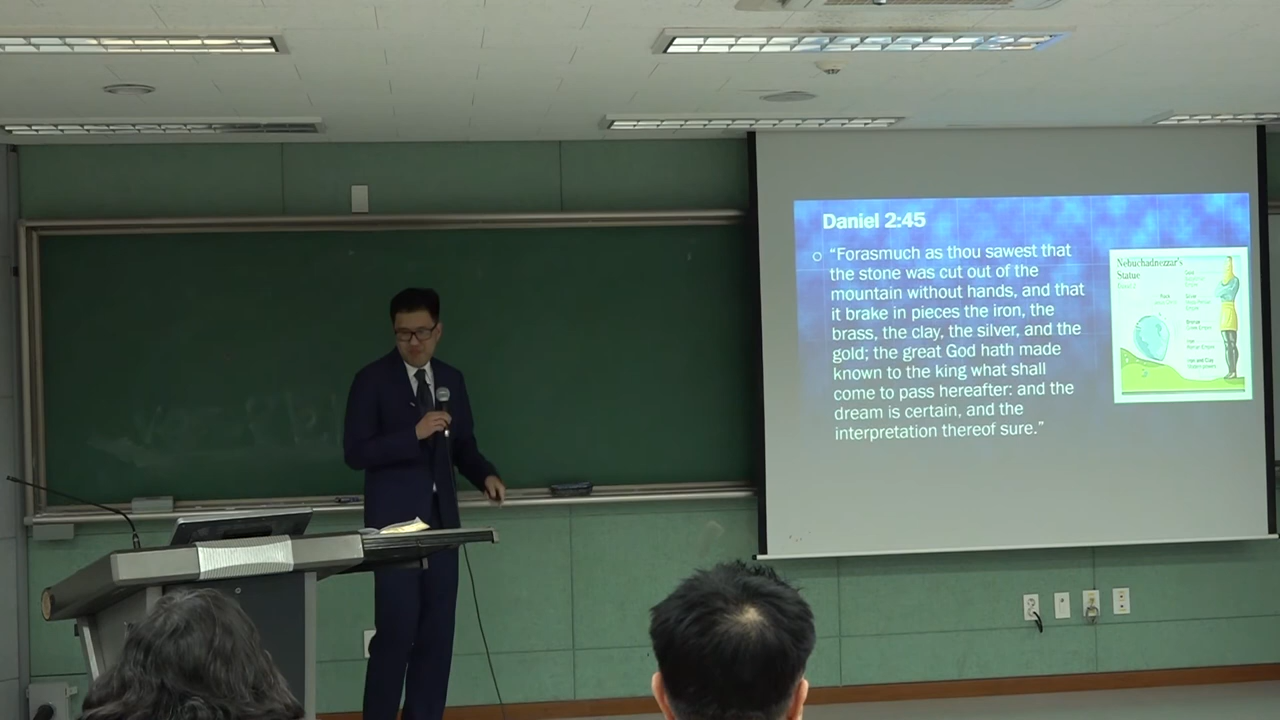 Daniel 2:45
"Forasmuch as thou sawest that
the stone was cut out of the
mountain without hands, and that
it brake in pieces the iron, the
brass, the clay, the silver, and the
gold; the great God hath made
known to the king what shall
come to pass hereafter: and the
dream is certain, and the
interpretation thereof sure."
Nebuchadnezzar's
Statue